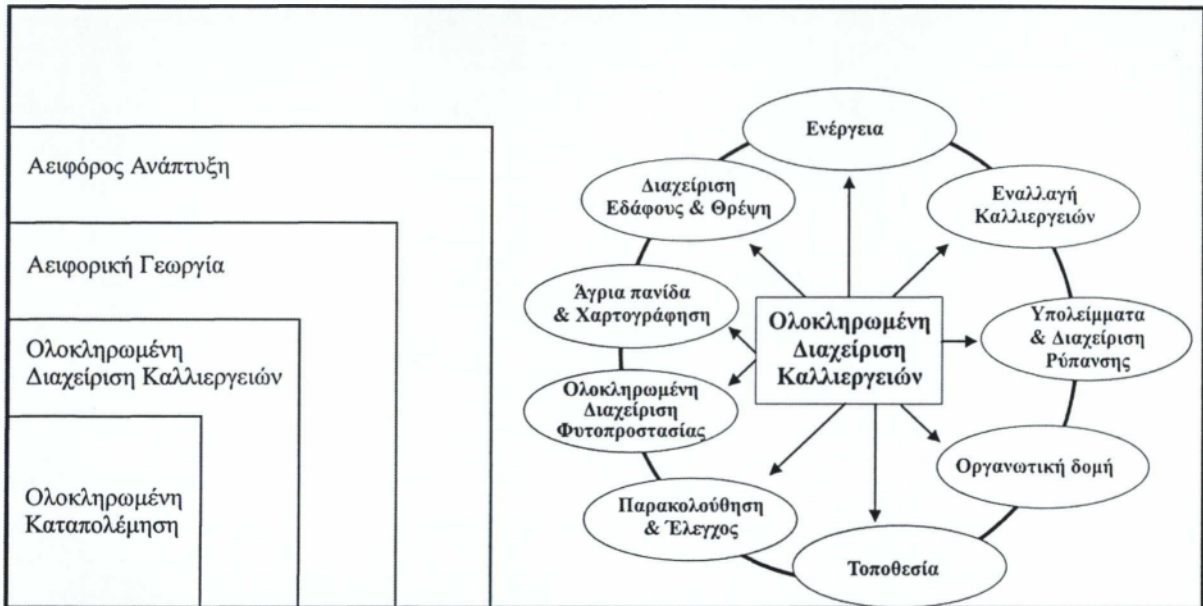 Αειφόρος Ανάπτυξη
Αειφορική Γεωργία
Ολοκληρωμένη
Διαχείριση Καλλιεργειών
Ολοκληρωμένη
Καταπολέμηση
Ενέργεια
Εναλλαγή
Καλλιεργειών
Υπολείμματα
& Διαχείριση
Ρύπανσης
Οργανωτική δομή
Τοποθεσία
Παρακολούθηση
& Έλεγχος
Ολοκληρωμένη
Διαχείριση
Φυτοπροστασίας
Άγρια πανίδα
& Χαρτογράφηση
Διαχείριση
Εδάφους & Θρέψη
Ολοκληρωμένη
Διαχείριση
Καλλιεργειών